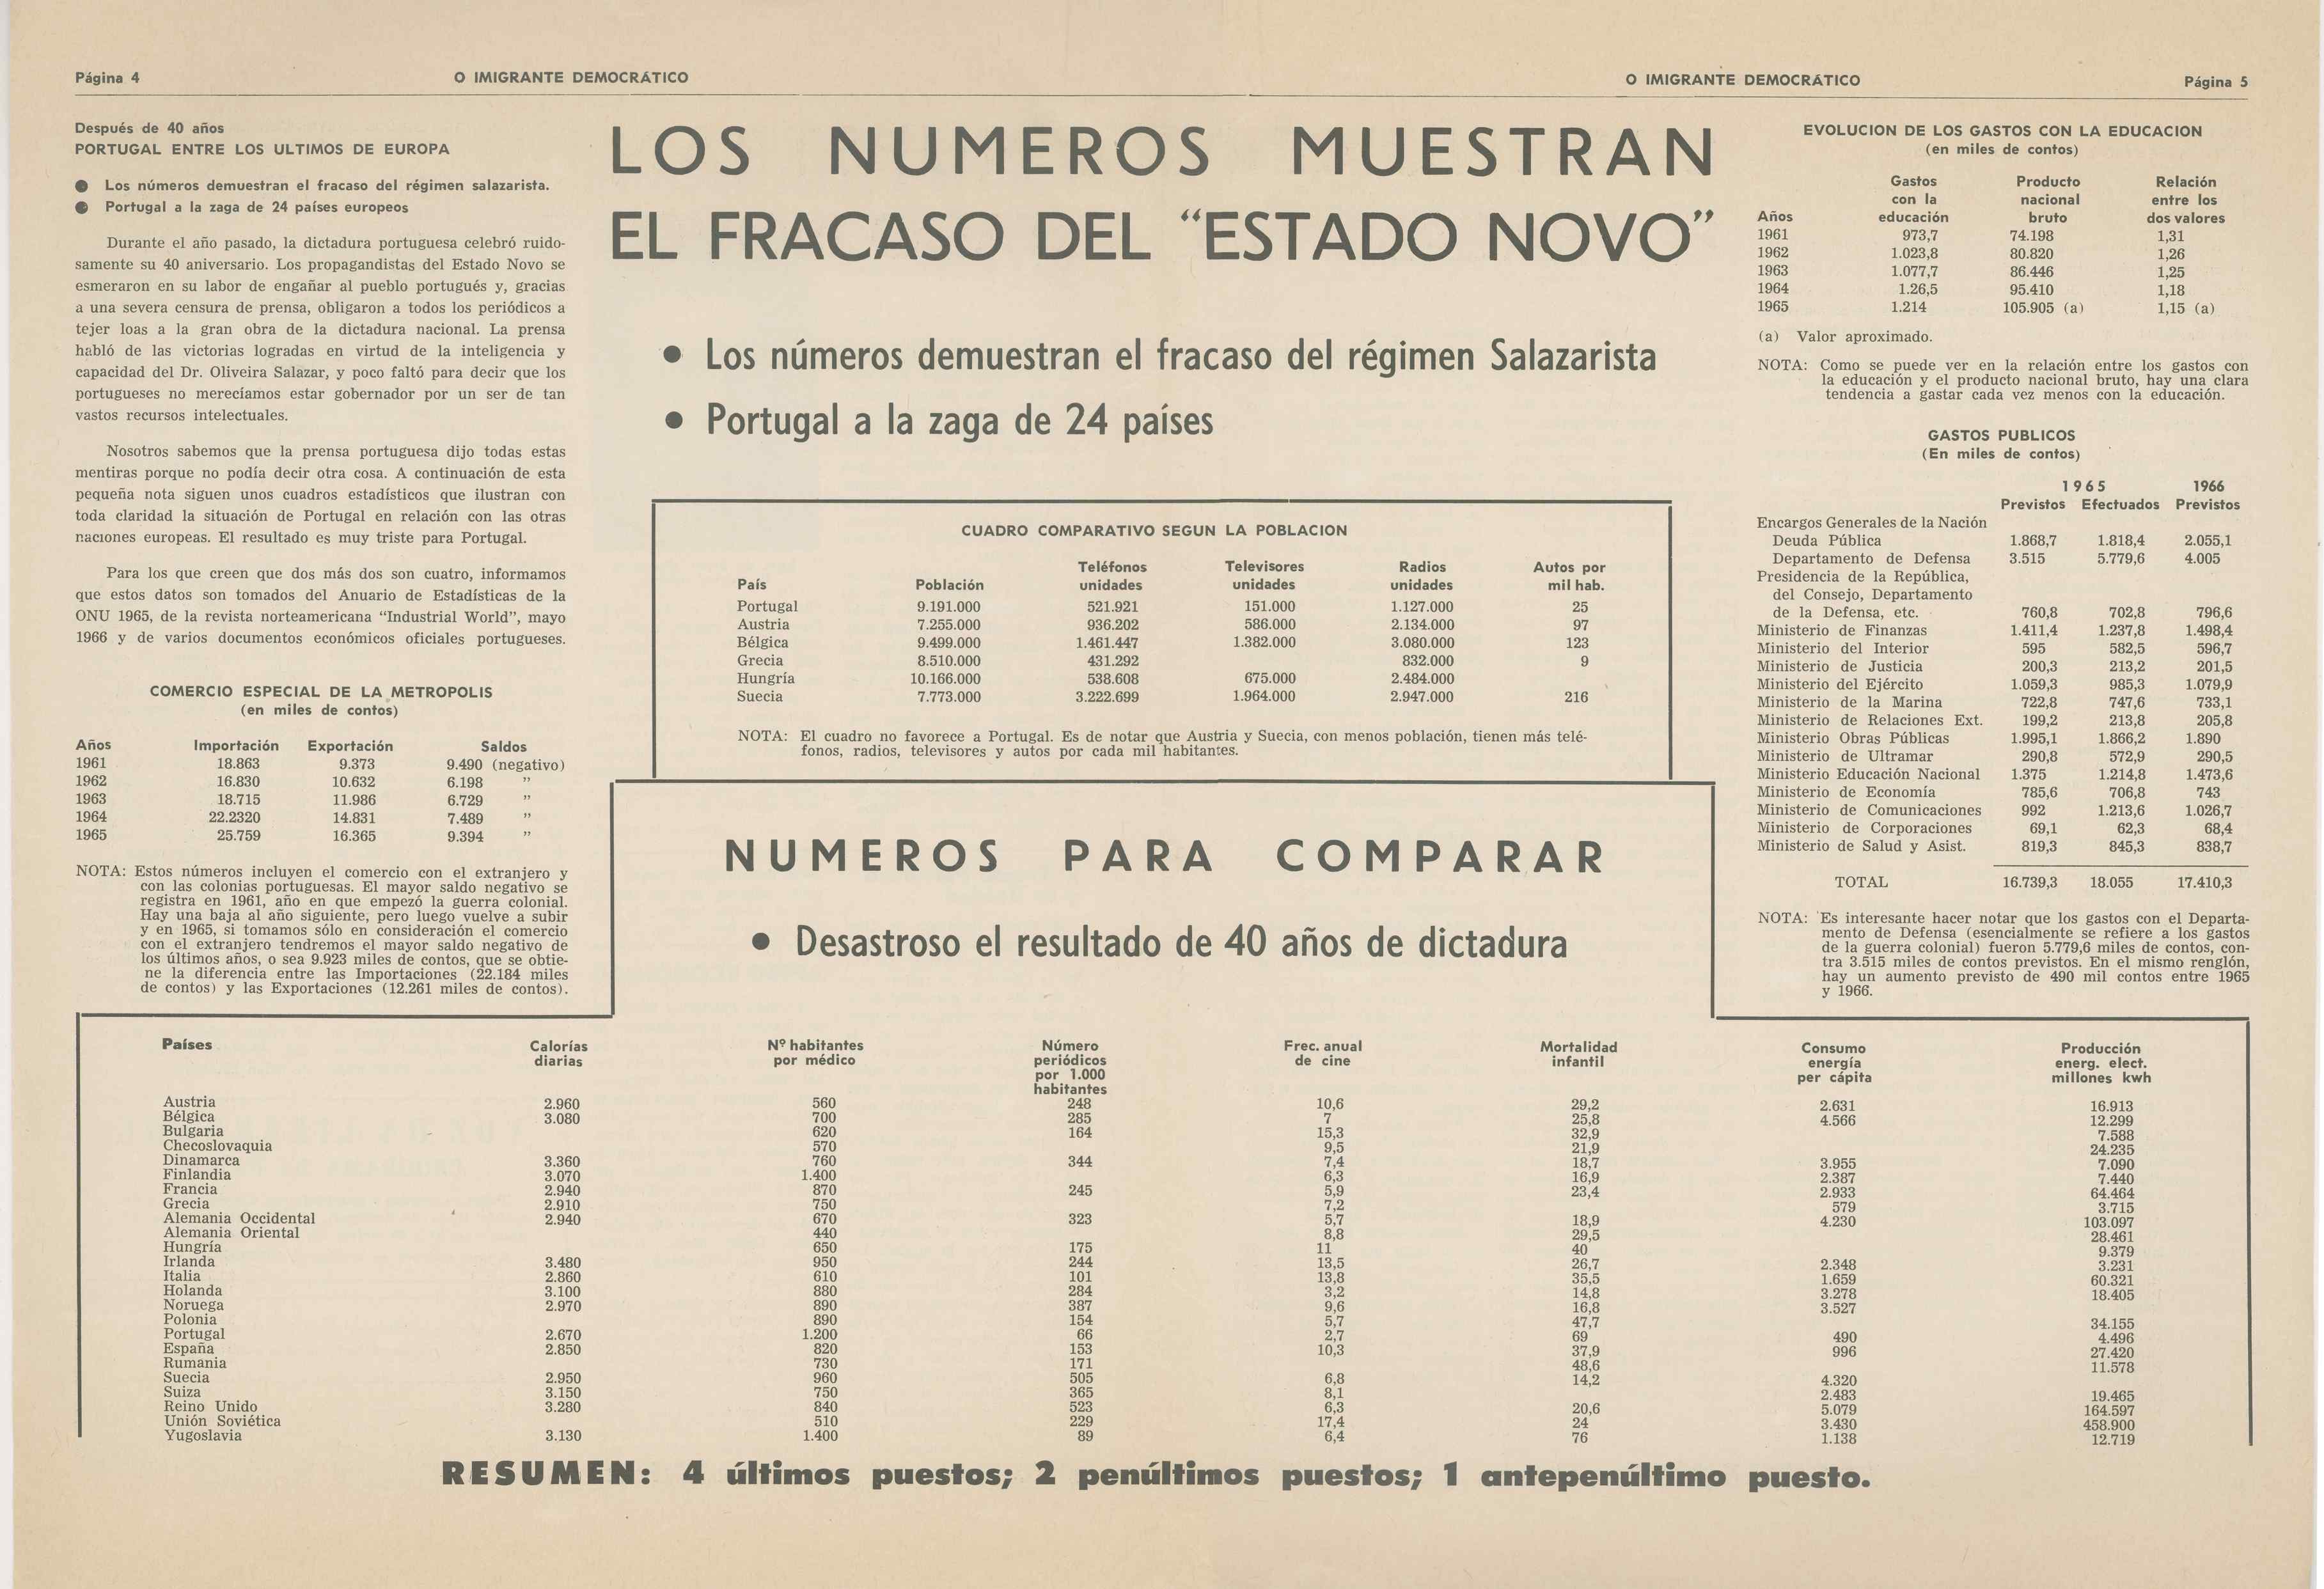 Página 4
O IMIGRANTE DEMOCRÁTICO
Después de 40 años
PORTUGAL ENTRE LOS ULTIMOS DE EUROPA
● Los números demuestran el fracaso del régimen salazarista.
● Portugal a la zaga de 24 países europeos
Durante el año pasado, la dictadura portuguesa celebró ruido-
samente su 40 aniversario. Los propagandistas del Estado Novo se
esmeraron en su labor de engañar al pueblo portugués y, gracias
a una severa censura de prensa, obligaron a todos los periódicos a
tejer loas a la gran obra de la dictadura nacional. La prensa
habló de las victorias logradas en virtud de la inteligencia y
capacidad del Dr. Oliveira Salazar, y poco faltó para decir que los
portugueses no merecíamos estar gobernador por un ser de tan
vastos recursos intelectuales.
Nosotros sabemos que la prensa portuguesa dijo todas estas
mentiras porque no podía decir otra cosa. A continuación de esta
pequeña nota siguen unos cuadros estadísticos que ilustran con
toda claridad la situación de Portugal en relación con las otras
naciones europeas. El resultado es muy triste para Portugal.
Para los que creen que dos más dos son cuatro, informamos
que estos datos son tomados del Anuario de Estadísticas de la
ONU 1965, de la revista norteamericana “Industrial World”, mayo
1966 y de varios documentos económicos oficiales portugueses.
COMERCIO ESPECIAL DE LA METROPOLIS
(en miles de contos)
Años Importación Exportación Saldos
1961 18.863 9.373 9.490 (negativo)
1962 16.830 10.632 6.198 ”
1963 18.715 11.986 6.729 ”
1964 22.2320 14.831 7.489 ”
1965 25.759 16.365 9.394 ”
NOTA: Estos números incluyen el comercio con el extranjero y
con las colonias portuguesas. El mayor saldo negativo se
registra en 1961, año en que empezó la guerra colonial.
Hay una baja al año siguiente, pero luego vuelve a subir
y en 1965, si tomamos sólo en consideración el comercio
con el extranjero tendremos el mayor saldo negativo de
los últimos años, o sea 9.923 miles de contos, que se obtie-
ne la diferencia entre las Importaciones (22.184 miles
de contos) y las Exportaciones (12.261 miles de contos).
LOS NUMEROS MUESTRAN
EL FRACASO DEL “ESTADO NOVO”
● Los números demuestran el fracaso del régimen Salazarista
● Portugal a la zaga de 24 países
CUADRO COMPARATIVO SEGUN LA POBLACION
Teléfonos Televisores Radios Autos por
País Población unidades unidades unidades mil hab.
Portugal 9.191.000 521.921 151.000 1.127.000 25
Austria 7.255.000 936.202 586.000 2.134.000 97
Bélgica 9.499.000 1.461.447 1.382.000 3.080.000 123
Grecia 8.510.000 431.292 832.000 9
Hungría 10.166.000 538.608 675.000 2.484.000
Suecia 7.773.000 3.222.699 1.964.000 2.947.000 216
NOTA: El cuadro no favorece a Portugal. Es de notar que Austria y Suecia, con menos población, tienen más telé-
fonos, radios, televisores y autos por cada mil habitantes.
O IMIGRANTE DEMOCRÁTICO
Página 5
EVOLUCION DE LOS GASTOS CON LA EDUCACION
(en miles de contos)
Gastos Producto Relación
con la nacional entre los
Años educación bruto dos valores
1961 973,7 74.198 1,31
1962 1.023,8 80.820 1,26
1963 1.077,7 86.446 1,25
1964 1.26,5 95.410 1,18
1965 1.214 105.905 (a) 1,15 (a)
(a) Valor aproximado.
NOTA: Como se puede ver en la relación entre los gastos con
la educación y el producto nacional bruto, hay una clara
tendencia a gastar cada vez menos con la educación.
GASTOS PUBLICOS
(En miles de contos)
1965 1966
Previstos Efectuados Previstos
Encargos Generales de la Nación
Deuda Pública 1.868,7 1.818,4 2.055,1
Departamento de Defensa 3.515 5.779,6 4.005
Presidencia de la República,
del Consejo, Departamento
de la Defensa, etc. 760,8 702,8 796,6
Ministerio de Finanzas 1.411,4 1.237,8 1.498,4
Ministerio del Interior 595 582,5 596,7
Ministerio de Justicia 200,3 213,2 201,5
Ministerio del Ejército 1.059,3 985,3 1.079,9
Ministerio de la Marina 722,8 747,6 733,1
Ministerio de Relaciones Ext. 199,2 213,8 205,8
Ministerio Obras Públicas 1.995,1 1.866,2 1.890
Ministerio de Ultramar 290,8 572,9 290,5
Ministerio Educación Nacional 1.375 1.214,8 1.473,6
Ministerio de Economía 785,6 706,8 743
Ministerio de Comunicaciones 992 1.213,6 1.026,7
Ministerio de Corporaciones 69,1 62,3 68,4
Ministerio de Salud y Asist. 819,3 845,3 838,7
TOTAL 16.739,3 18.055 17.410,3
NOTA: Es interesante hacer notar que los gastos con el Departa-
mento de Defensa (esencialmente se refiere a los gastos
de la guerra colonial) fueron 5.779,6 miles de contos, con-
tra 3.515 miles de contos previstos. En el mismo renglón,
hay un aumento previsto de 490 mil contos entre 1965
y 1966.
NUMEROS PARA COMPARAR
● Desastroso el resultado de 40 años de dictadura
Países Calorías Nº habitantes Número Frec. anual Mortalidad Consumo Producción
diarias por médico periódicos de cine infantil energía energ. elect.
por 1.000 per cápita millones kwh
habitantes
Austria 2.960 560 248 10,6 29,2 2.631 16.913
Bélgica 3.080 700 285 7 25,8 4.566 12.299
Bulgaria 620 164 15,3 32,9 7.588
Checoslovaquia 570 9,5 21,9 24.235
Dinamarca 3.360 760 344 7,4 18,7 3.955 7.090
Finlandia 3.070 1.400 6,3 16,9 2.387 7.440
Francia 2.940 870 245 5,9 23,4 2.933 64.464
Grecia 2.910 750 7,2 579 3.715
Alemania Occidental 2.940 670 323 5,7 18,9 4.230 103.097
Alemania Oriental 440 8,8 29,5 28.461
Hungría 650 175 11 40 9.379
Irlanda 3.480 950 244 13,5 26,7 2.348 3.231
Italia 2.860 610 101 13,8 35,5 1.659 60.321
Holanda 3.100 880 284 3,2 14,8 3.278 18.405
Noruega 2.970 890 387 9,6 16,8 3.527
Polonia 890 154 5,7 47,7 34.155
Portugal 2.670 1.200 66 2,7 69 490 4.496
España 2.850 820 153 10,3 37,9 996 27.420
Rumania 730 171 48,6 11.578
Suecia 2.950 960 505 6,8 14,2 4.320
Suiza 3.150 750 365 8,1 2.483 19.465
Reino Unido 3.280 840 523 6,3 20,6 5.079 164.597
Unión Soviética 510 229 17,4 24 3.430 458.900
Yugoslavia 3.130 1.400 89 6,4 76 1.138 12.719
RESUMEN: 4 últimos puestos; 2 penúltimos puestos; 1 antepenúltimo puesto.